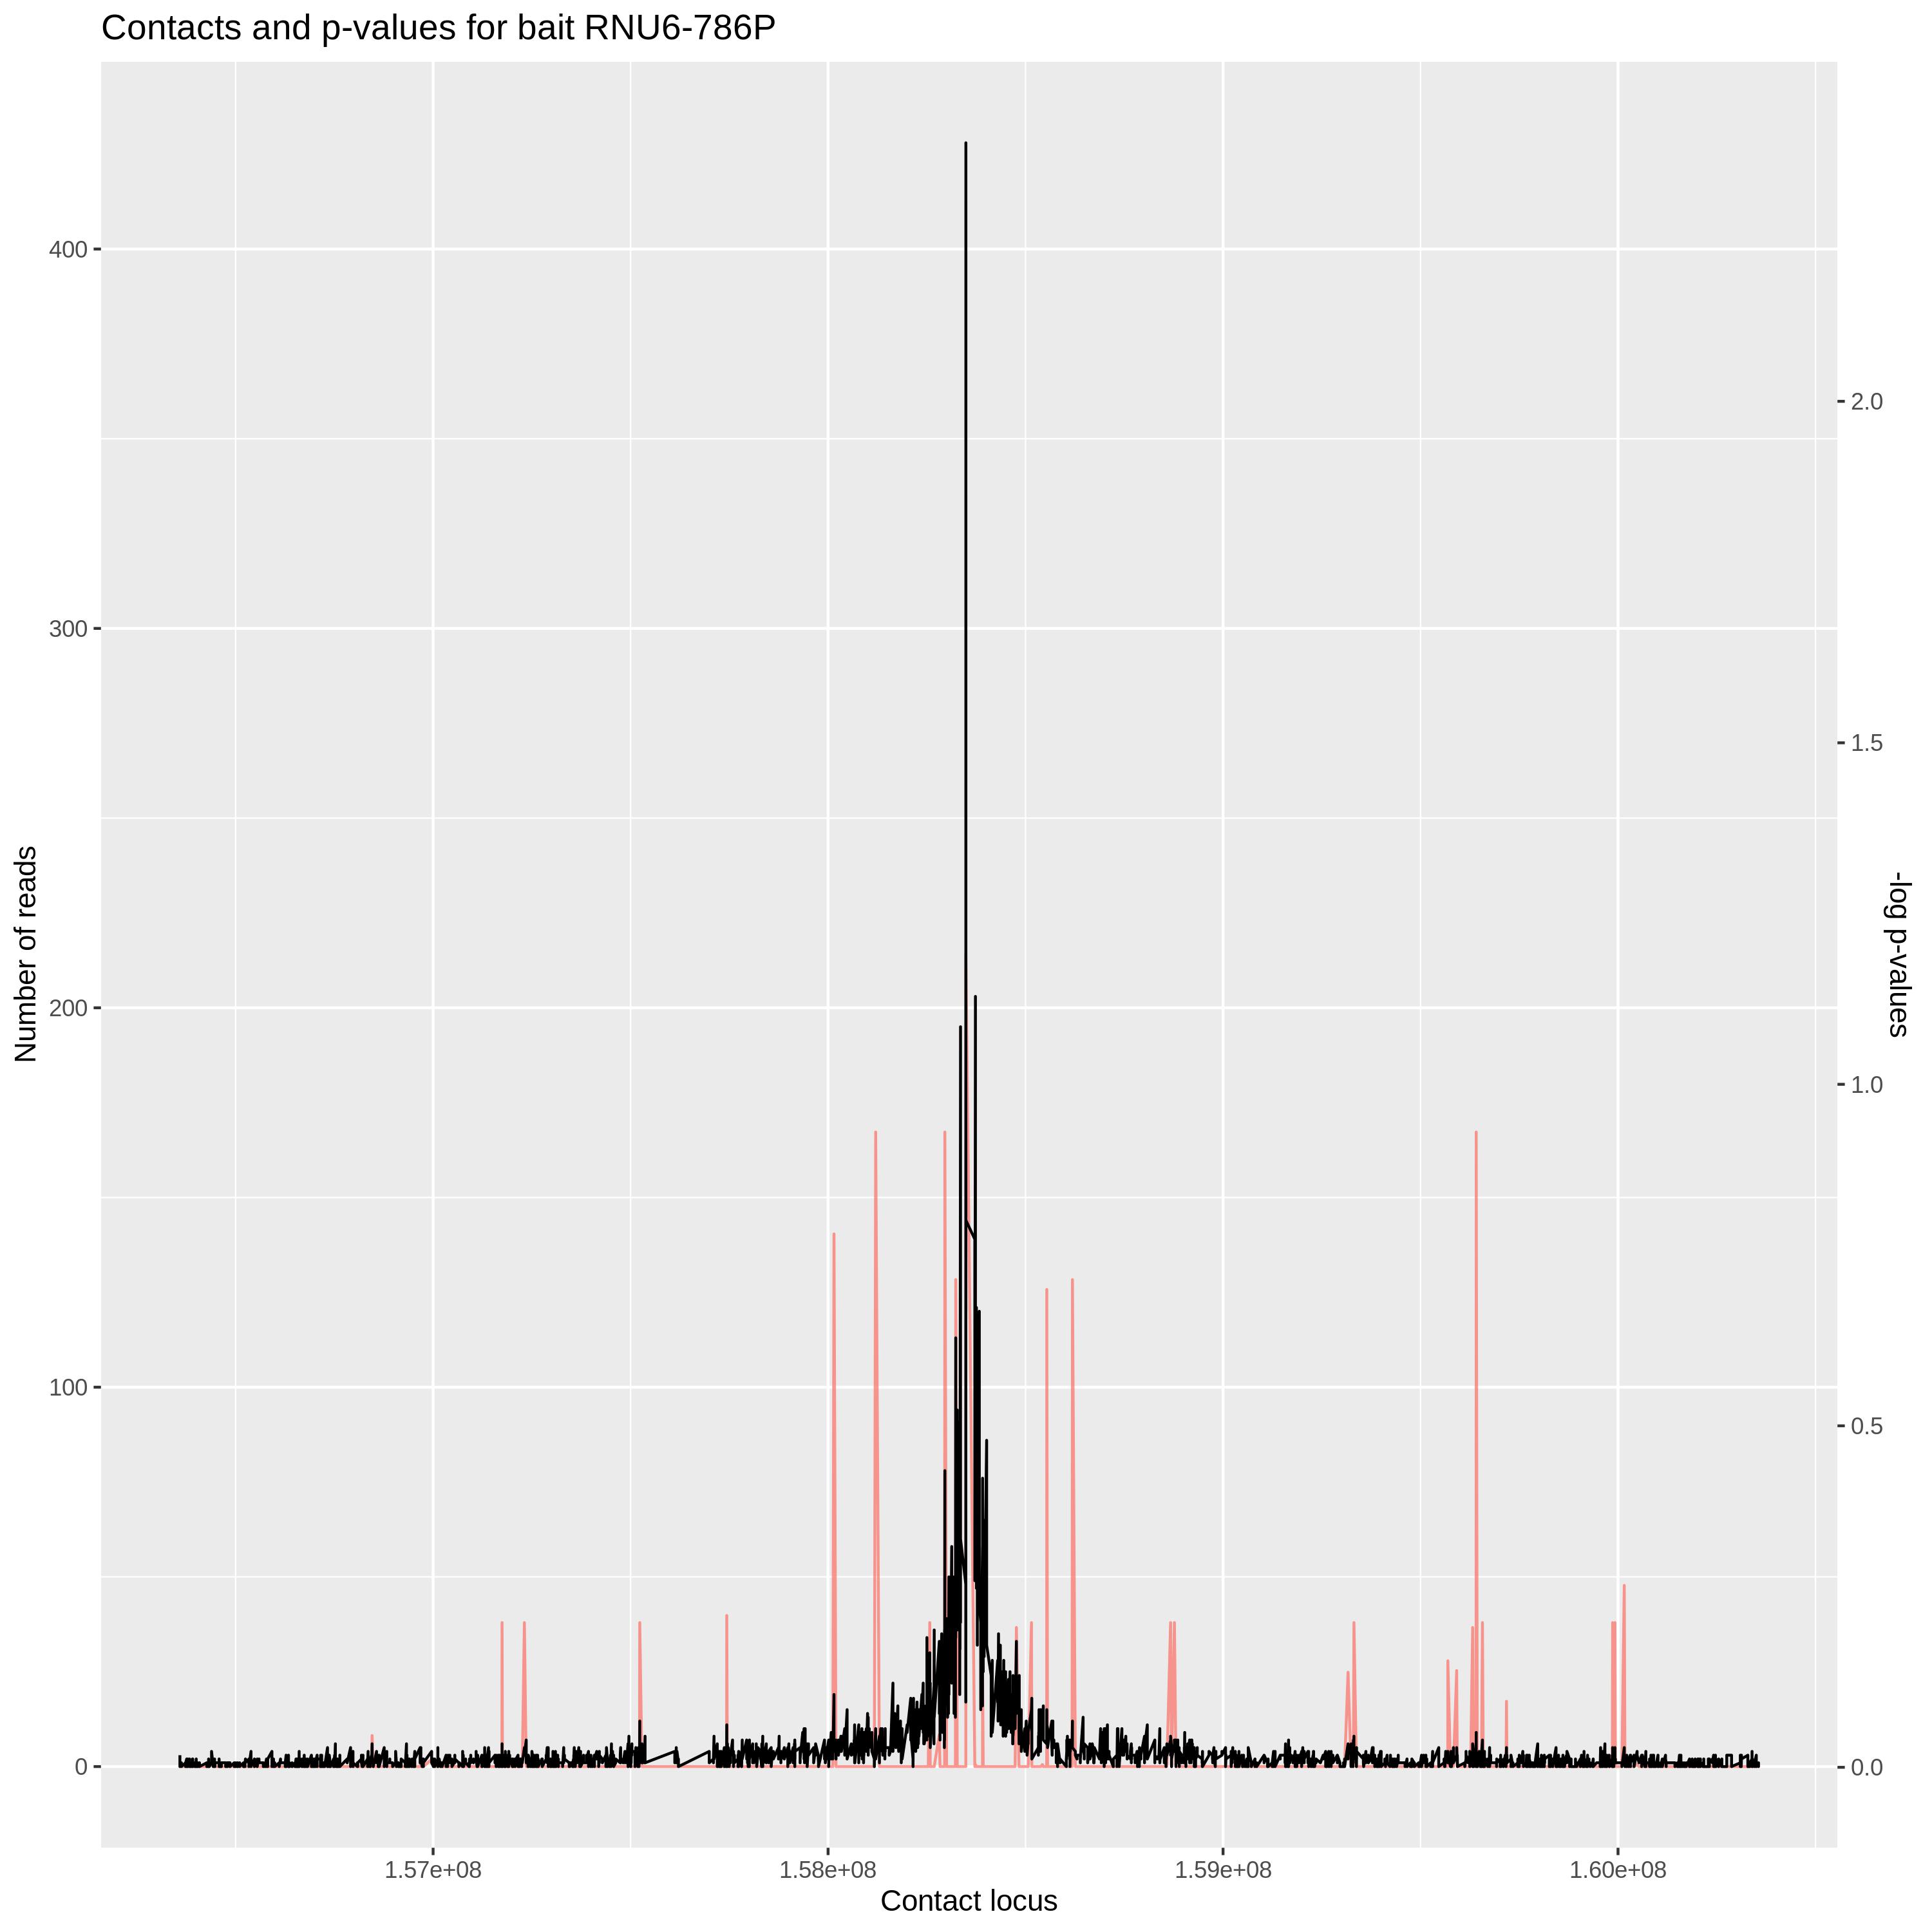 Contacts and p-values for bait RNU6-786P
400
300
200
100
0
Number of reads
2.0
1.5
1.0
0.5
0.0
-log p-values
1.57e+08
1.58e+08
1.59e+08
1.60e+08
Contact locus